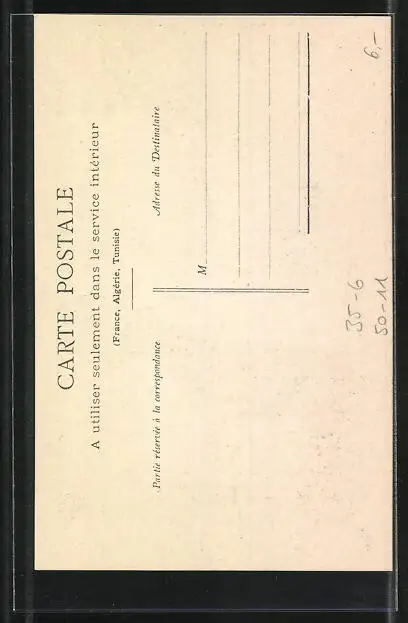 CARTE POSTALE
A utiliser seulement dans le service intérieur
(France, Algérie, Tunisie)
Partie réservée à la correspondance
Adresse du Destinataire
M
35-6
50-11
6,-